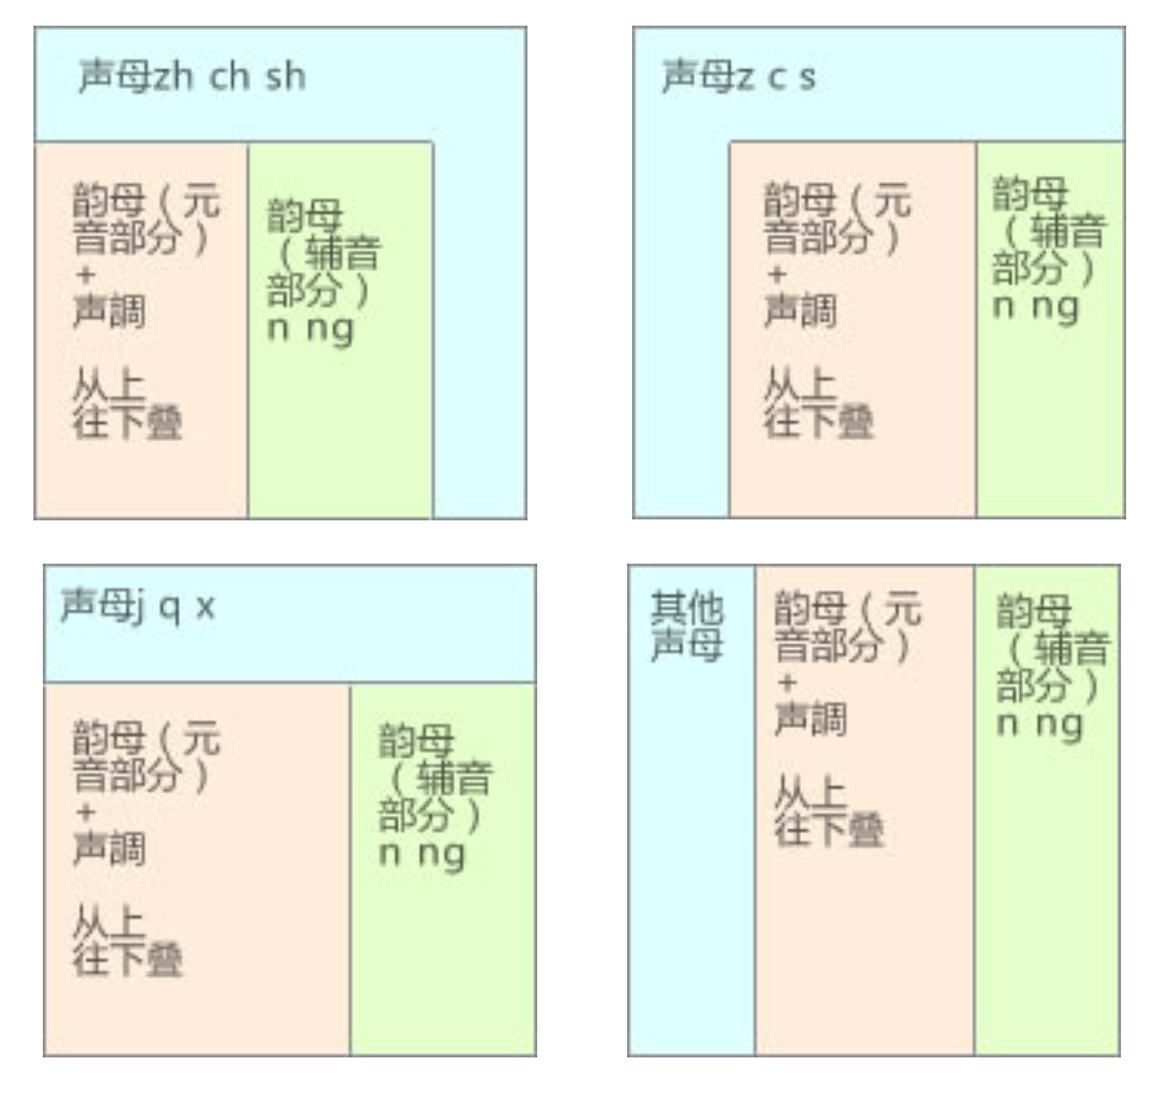 声母zh ch sh
韵母（元
音部分）
+
声調
从上
往下叠
韵母
（辅音
部分）
n ng
声母z c s
韵母（元
音部分）
+
声調
从上
往下叠
韵母
（辅音
部分）
n ng
声母j q x
韵母（元
音部分）
+
声調
从上
往下叠
韵母
（辅音
部分）
n ng
其他
声母
韵母（元
音部分）
+
声調
从上
往下叠
韵母
（辅音
部分）
n ng